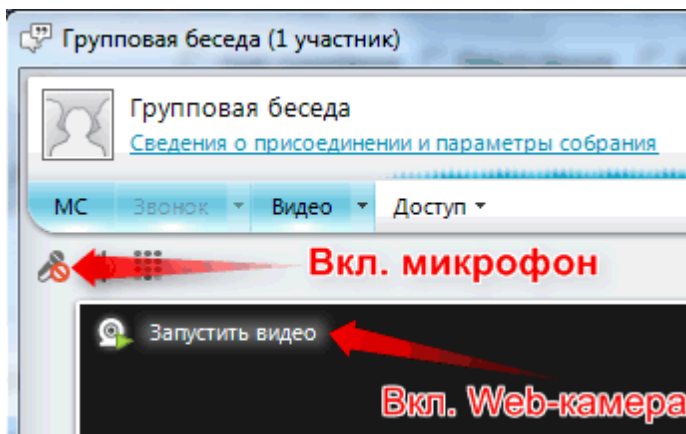 Групповая беседа (1 участник)
Групповая беседа
Сведения о присоединении и параметры собрания
МС Звонок Видео Доступ
Вкл. микрофон
Запустить видео
Вкл. Web-камера